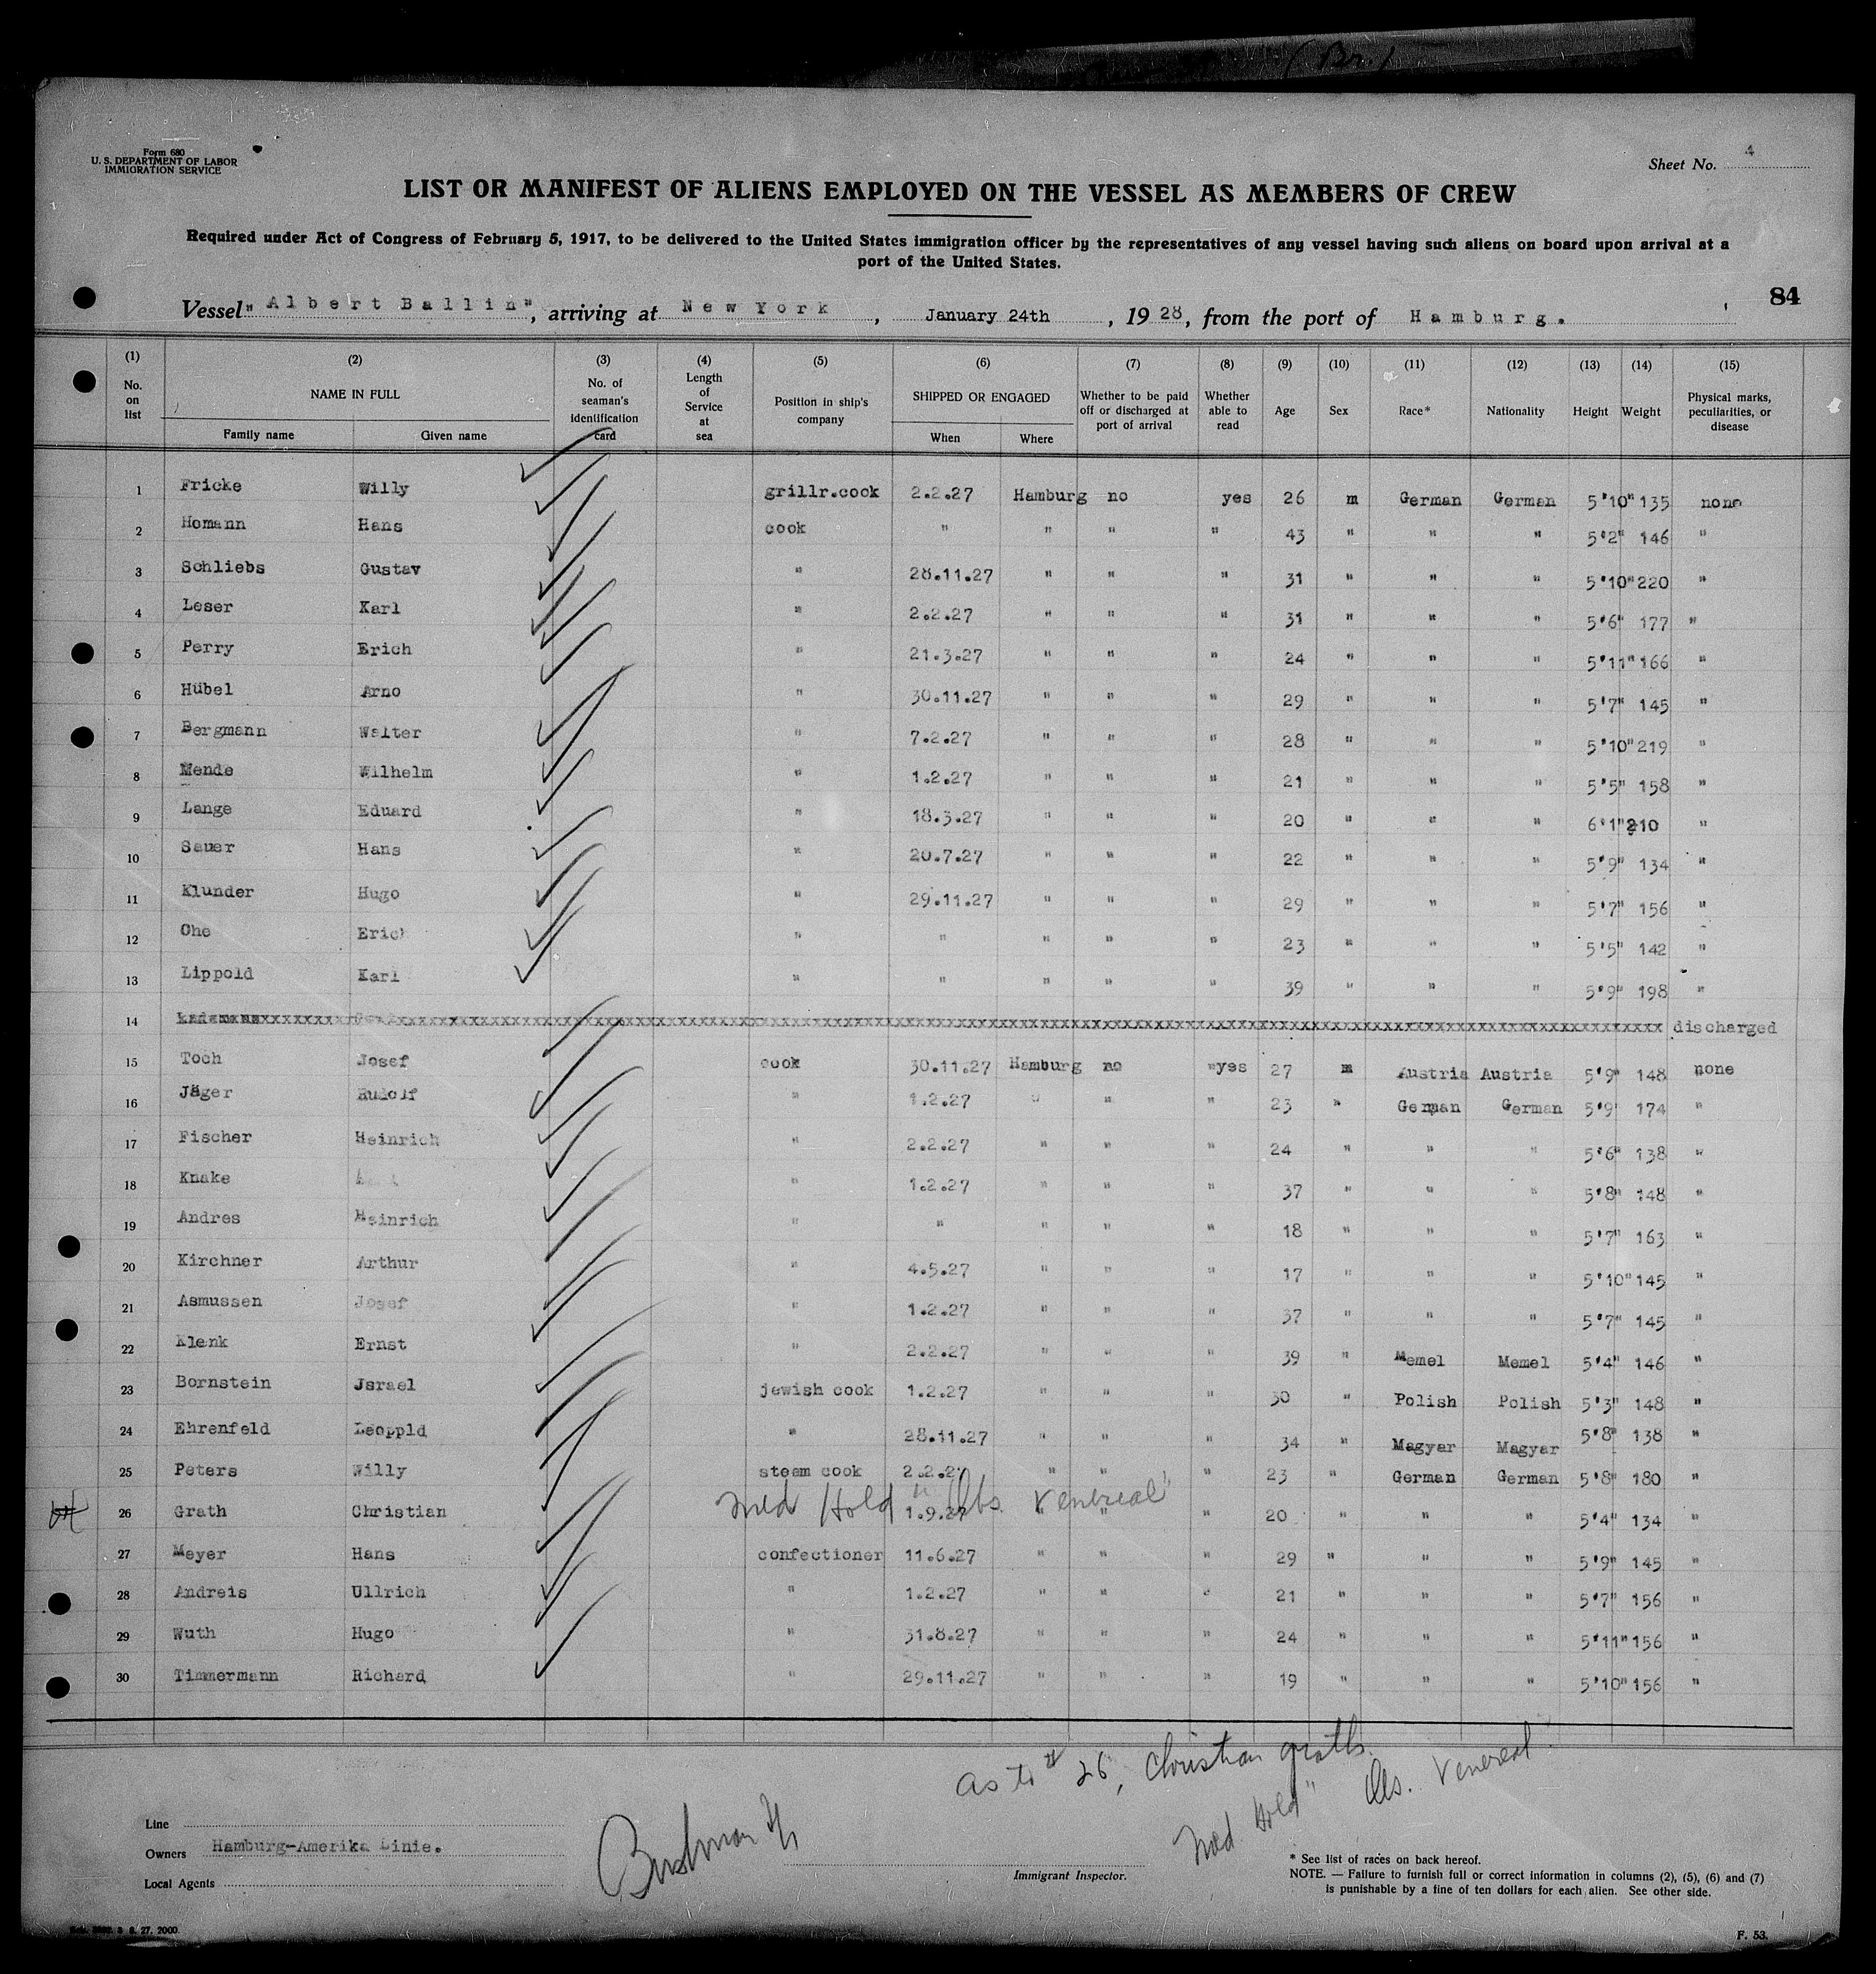 Form 680
U. S. DEPARTMENT OF LABOR
IMMIGRATION SERVICE
Sheet No. 4
LIST OR MANIFEST OF ALIENS EMPLOYED ON THE VESSEL AS MEMBERS OF CREW
Required under Act of Congress of February 5, 1917, to be delivered to the United States immigration officer by the representatives of any vessel having such aliens on board upon arrival at a
port of the United States.
84
Vessel "Albert Ballin", arriving at New York, January 24th, 1928, from the port of Hamburg.
(1) No. on list (2) NAME IN FULL Family name Given name (3) No. of seaman's identification card (4) Length of Service at sea (5) Position in ship's company (6) SHIPPED OR ENGAGED When Where (7) Whether to be paid off or discharged at port of arrival (8) Whether able to read (9) Age (10) Sex (11) Race* (12) Nationality (13) Height (14) Weight (15) Physical marks, peculiarities, or disease
1 Fricke Willy grillr.cook 2.2.27 Hamburg no yes 26 m German German 5'10" 135 none
2 Homann Hans cook " " " " 43 " " " 5'2" 146 "
3 Schliebs Gustav " 28.11.27 " " " 31 " " " 5'10" 220 "
4 Leser Karl " 2.2.27 " " " 31 " " " 5'6" 177 "
5 Perry Erich " 21.3.27 " " " 24 " " " 5'11" 166 "
6 Hübel Arno " 30.11.27 " " " 29 " " " 5'7" 145 "
7 Bergmann Walter " 7.2.27 " " " 28 " " " 5'10" 219 "
8 Mende Wilhelm " 1.2.27 " " " 21 " " " 5'5" 158 "
9 Lange Eduard " 18.3.27 " " " 20 " " " 6'1" 210 "
10 Sauer Hans " 20.7.27 " " " 22 " " " 5'9" 134 "
11 Klunder Hugo " 29.11.27 " " " 29 " " " 5'7" 156 "
12 Ohe Erich " " " " " 23 " " " 5'5" 142 "
13 Lippold Karl " " " " " 39 " " " 5'9" 198 "
14 discharged
15 Toch Josef cook 30.11.27 Hamburg no "yes 27 m Austria Austria 5'9" 148 none
16 Jäger Rudolf " 1.2.27 " " " 23 " German German 5'9' 174 "
17 Fischer Heinrich " 2.2.27 " " " 24 " " " 5'6" 138 "
18 Knake " 1.2.27 " " " 37 " " " 5'8" 148 "
19 Andres Heinrich " " " " " 18 " " " 5'7" 163 "
20 Kirchner Arthur " 4.5.27 " " " 17 " " " 5'10" 145 "
21 Asmussen Josef " 1.2.27 " " " 37 " " " 5'7" 145 "
22 Klenk Ernst " 2.2.27 " " " 39 " Memel Memel 5'4" 146 "
23 Bornstein Jsrael jewish cook 1.2.27 " " " 30 " Polish Polish 5'3" 148 "
24 Ehrenfeld Leoppld " 28.11.27 " " " 34 " Magyar Magyar 5'8" 138 "
25 Peters Willy steam cook 2.2.27 " " " 23 " German German 5'8" 180 "
26 Grath Christian Med Hold" 1.9.27 Obs. Venereal " " " 20 " " " 5'4" 134 "
27 Meyer Hans confectioner 11.6.27 " " " 29 " " " 5'9" 145 "
28 Andreis Ullrich " 1.2.27 " " " 21 " " " 5'7" 156 "
29 Wuth Hugo " 31.8.27 " " " 24 " " " 5'11" 156 "
30 Timmermann Richard " 29.11.27 " " " 19 " " " 5'10" 156 "
As to # 26, Christian Grath
Med Hold" Obs. Venereal
Line
Owners Hamburg-Amerika Linie.
Local Agents
Immigrant Inspector.
* See list of races on back hereof.
NOTE. — Failure to furnish full or correct information in columns (2), (5), (6) and (7)
is punishable by a fine of ten dollars for each alien. See other side.
F. 53.